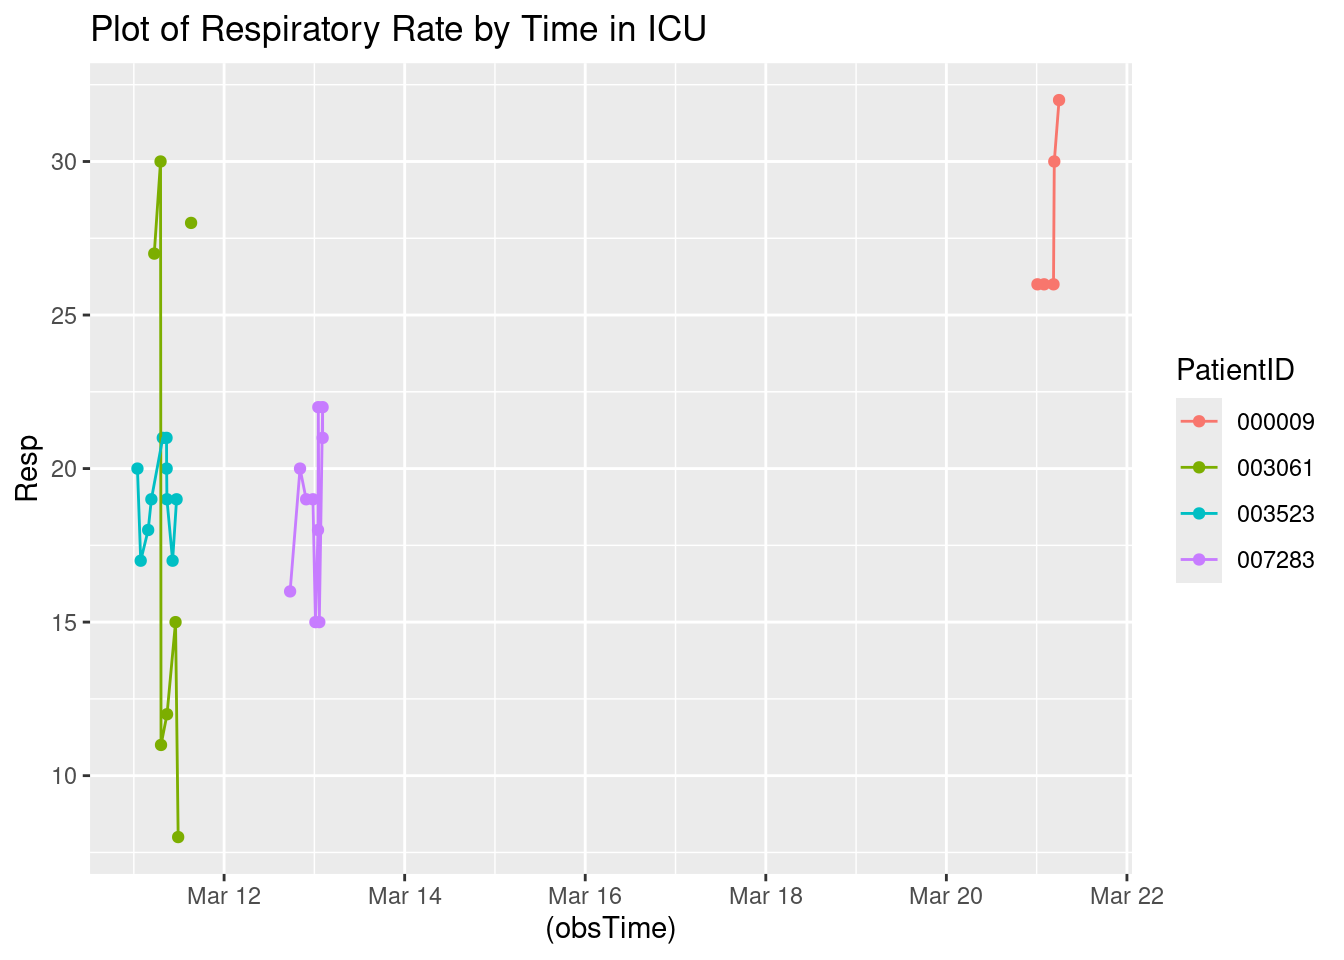 Plot of Respiratory Rate by Time in ICU
Resp
30
25
20
15
10
Mar 12
Mar 14
Mar 16
Mar 18
Mar 20
Mar 22
(obsTime)
PatientID
000009
003061
003523
007283